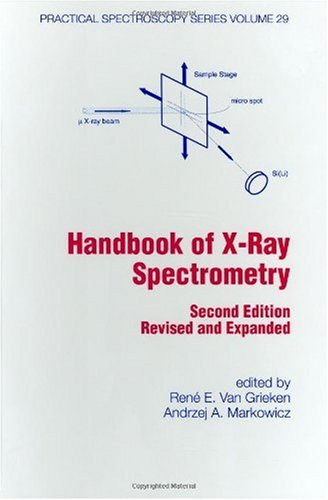 PRACTICAL SPECTROSCOPY SERIES VOLUME 29
Sample Stage
micro spot
μ X-ray beam
Si(Li)
Handbook of X-Ray
Spectrometry
Second Edition
Revised and Expanded
edited by
René E. Van Grieken
Andrzej A. Markowicz